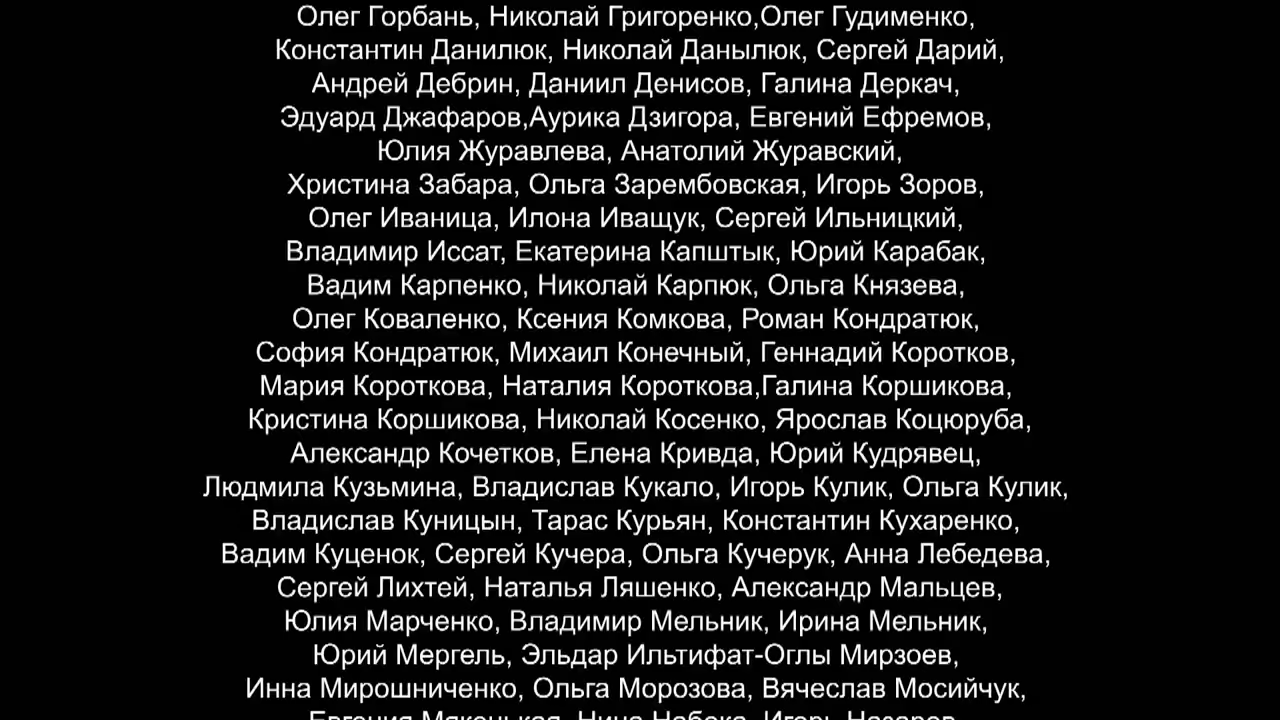 Олег Горбань, Николай Григоренко,Олег Гудименко,
Константин Данилюк, Николай Данылюк, Сергей Дарий,
Андрей Дебрин, Даниил Денисов, Галина Деркач,
Эдуард Джафаров,Аурика Дзигора, Евгений Ефремов,
Юлия Журавлева, Анатолий Журавский,
Христина Забара, Ольга Зарембовская, Игорь Зоров,
Олег Иваница, Илона Иващук, Сергей Ильницкий,
Владимир Иссат, Екатерина Капштык, Юрий Карабак,
Вадим Карпенко, Николай Карпюк, Ольга Князева,
Олег Коваленко, Ксения Комкова, Роман Кондратюк,
София Кондратюк, Михаил Конечный, Геннадий Коротков,
Мария Короткова, Наталия Короткова,Галина Коршикова,
Кристина Коршикова, Николай Косенко, Ярослав Коцюруба,
Александр Кочетков, Елена Кривда, Юрий Кудрявец,
Людмила Кузьмина, Владислав Кукало, Игорь Кулик, Ольга Кулик,
Владислав Куницын, Тарас Курьян, Константин Кухаренко,
Вадим Куценок, Сергей Кучера, Ольга Кучерук, Анна Лебедева,
Сергей Лихтей, Наталья Ляшенко, Александр Мальцев,
Юлия Марченко, Владимир Мельник, Ирина Мельник,
Юрий Мергель, Эльдар Ильтифат-Оглы Мирзоев,
Инна Мирошниченко, Ольга Морозова, Вячеслав Мосийчук,
Евгения Мякенькая, Нина Набока, Игорь Назаров,